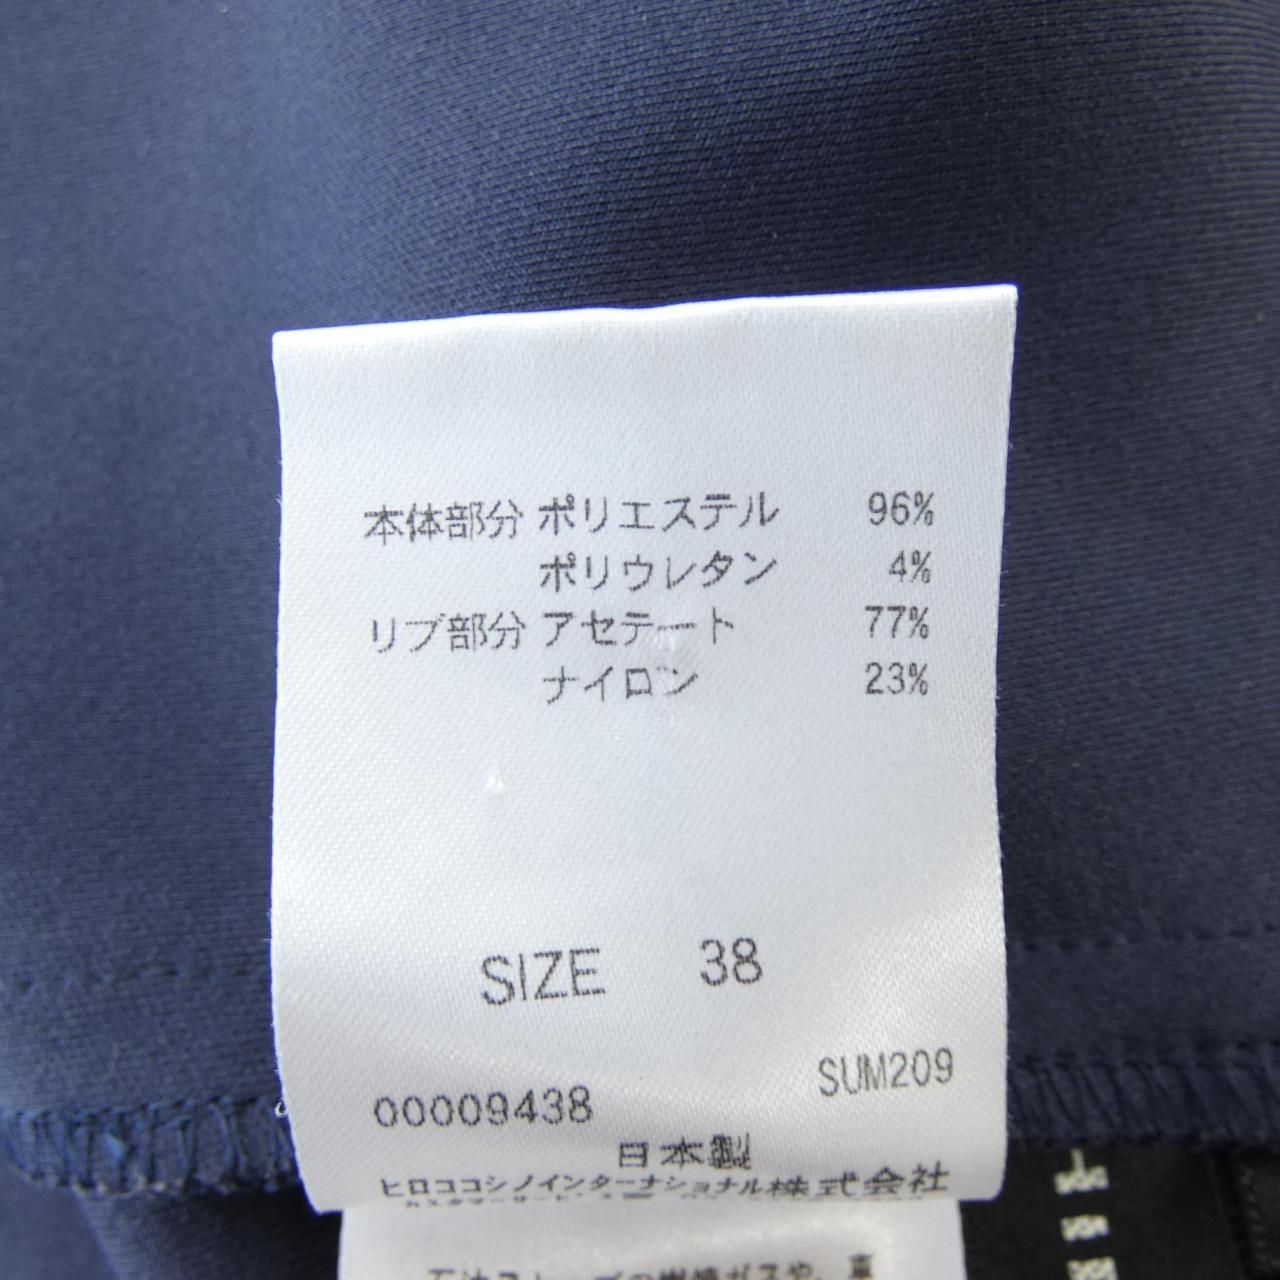 本体部分 ポリエステル 96%
ポリウレタン 4%
リブ部分 アセテート 77%
ナイロン 23%
SIZE 38
SUM209
00009438
日本製
ヒロココシノインターナショナル株式会社